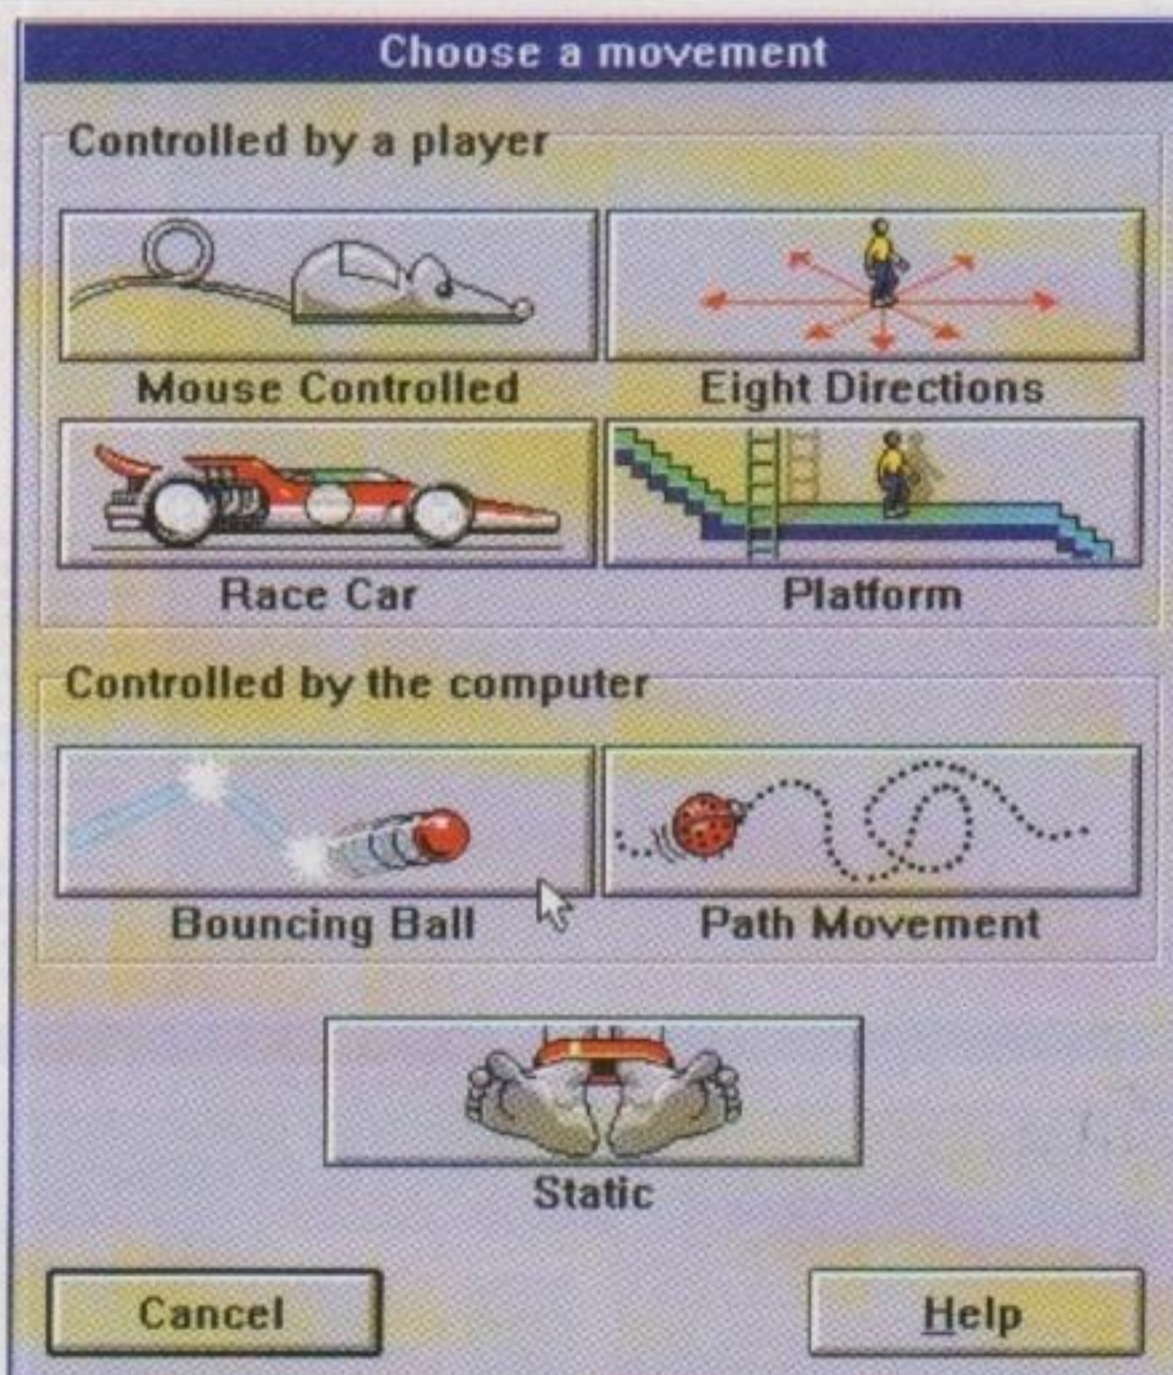 Choose a movement
Controlled by a player
Mouse Controlled
Eight Directions
Race Car
Platform
Controlled by the computer
Bouncing Ball
Path Movement
Static
Cancel
Help